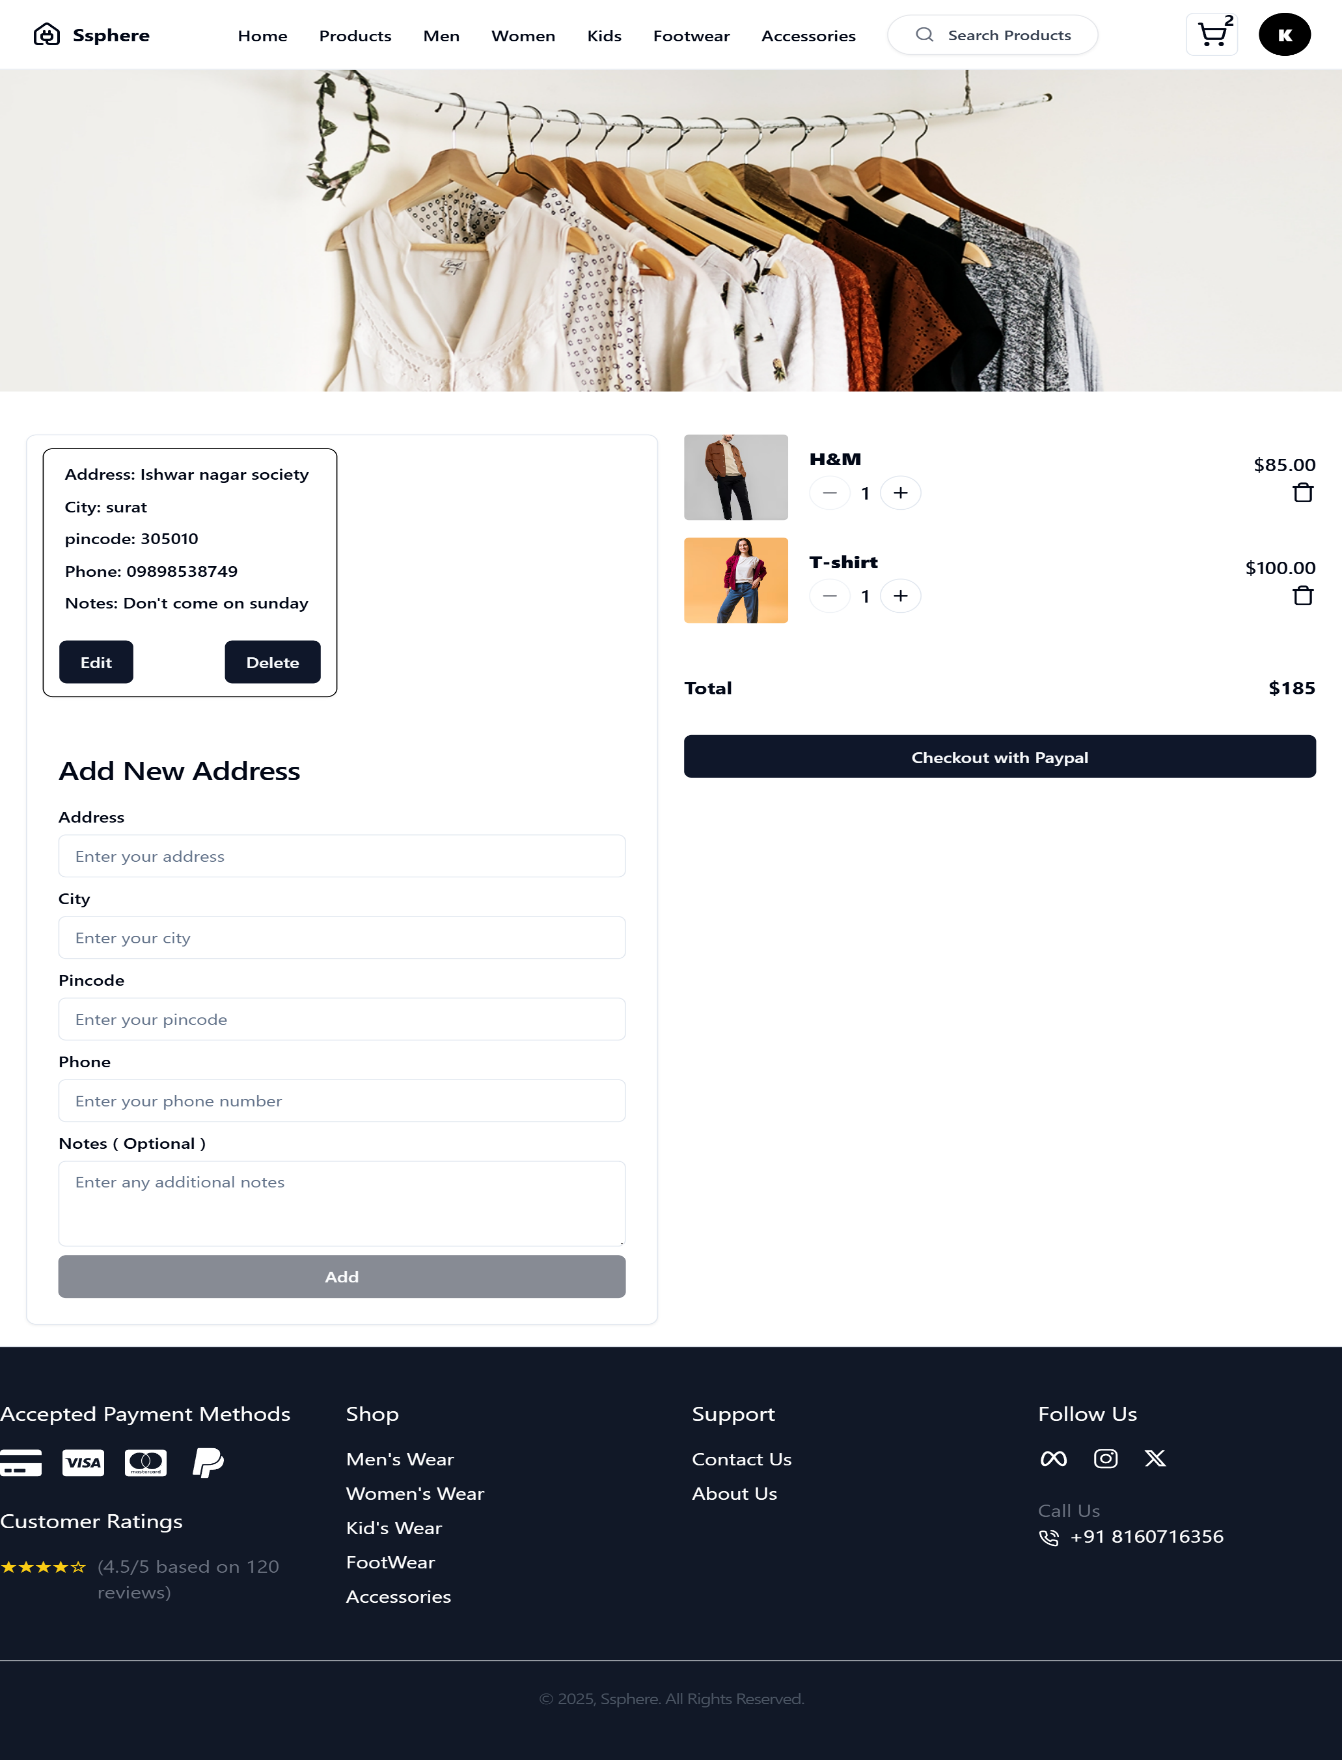 Ssphere
Home
Products
Men
Women
Kids
Footwear
Accessories
Search Products
2
K
Address: Ishwar nagar society
City: surat
pincode: 305010
Phone: 09898538749
Notes: Don't come on sunday
Edit
Delete
Add New Address
Address
Enter your address
City
Enter your city
Pincode
Enter your pincode
Phone
Enter your phone number
Notes ( Optional )
Enter any additional notes
Add
H&M
1
$85.00
T-shirt
1
$100.00
Total
$185
Checkout with Paypal
Accepted Payment Methods
VISA
mastercard
Customer Ratings
★★★★☆ (4.5/5 based on 120
reviews)
Shop
Men's Wear
Women's Wear
Kid's Wear
FootWear
Accessories
Support
Contact Us
About Us
Follow Us
Call Us
+91 8160716356
© 2025, Ssphere. All Rights Reserved.